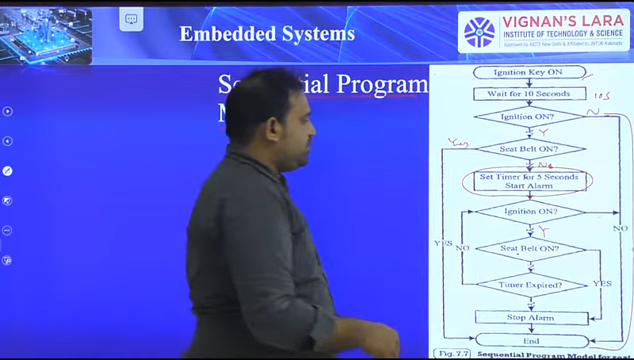 Embedded Systems
VIGNAN'S LARA
INSTITUTE OF TECHNOLOGY & SCIENCE
Sequential Program
M
Ignition Key ON
Wait for 10 Seconds
10s
Ignition ON?
N
Y
Yes
Seat Belt ON?
No
Set Timer for 5 Seconds
Start Alarm
Ignition ON?
NO
Y
YES
NO
Seat Belt ON?
Timer Expired?
YES
Stop Alarm
End
Fig. 7.7
Sequential Program Model for